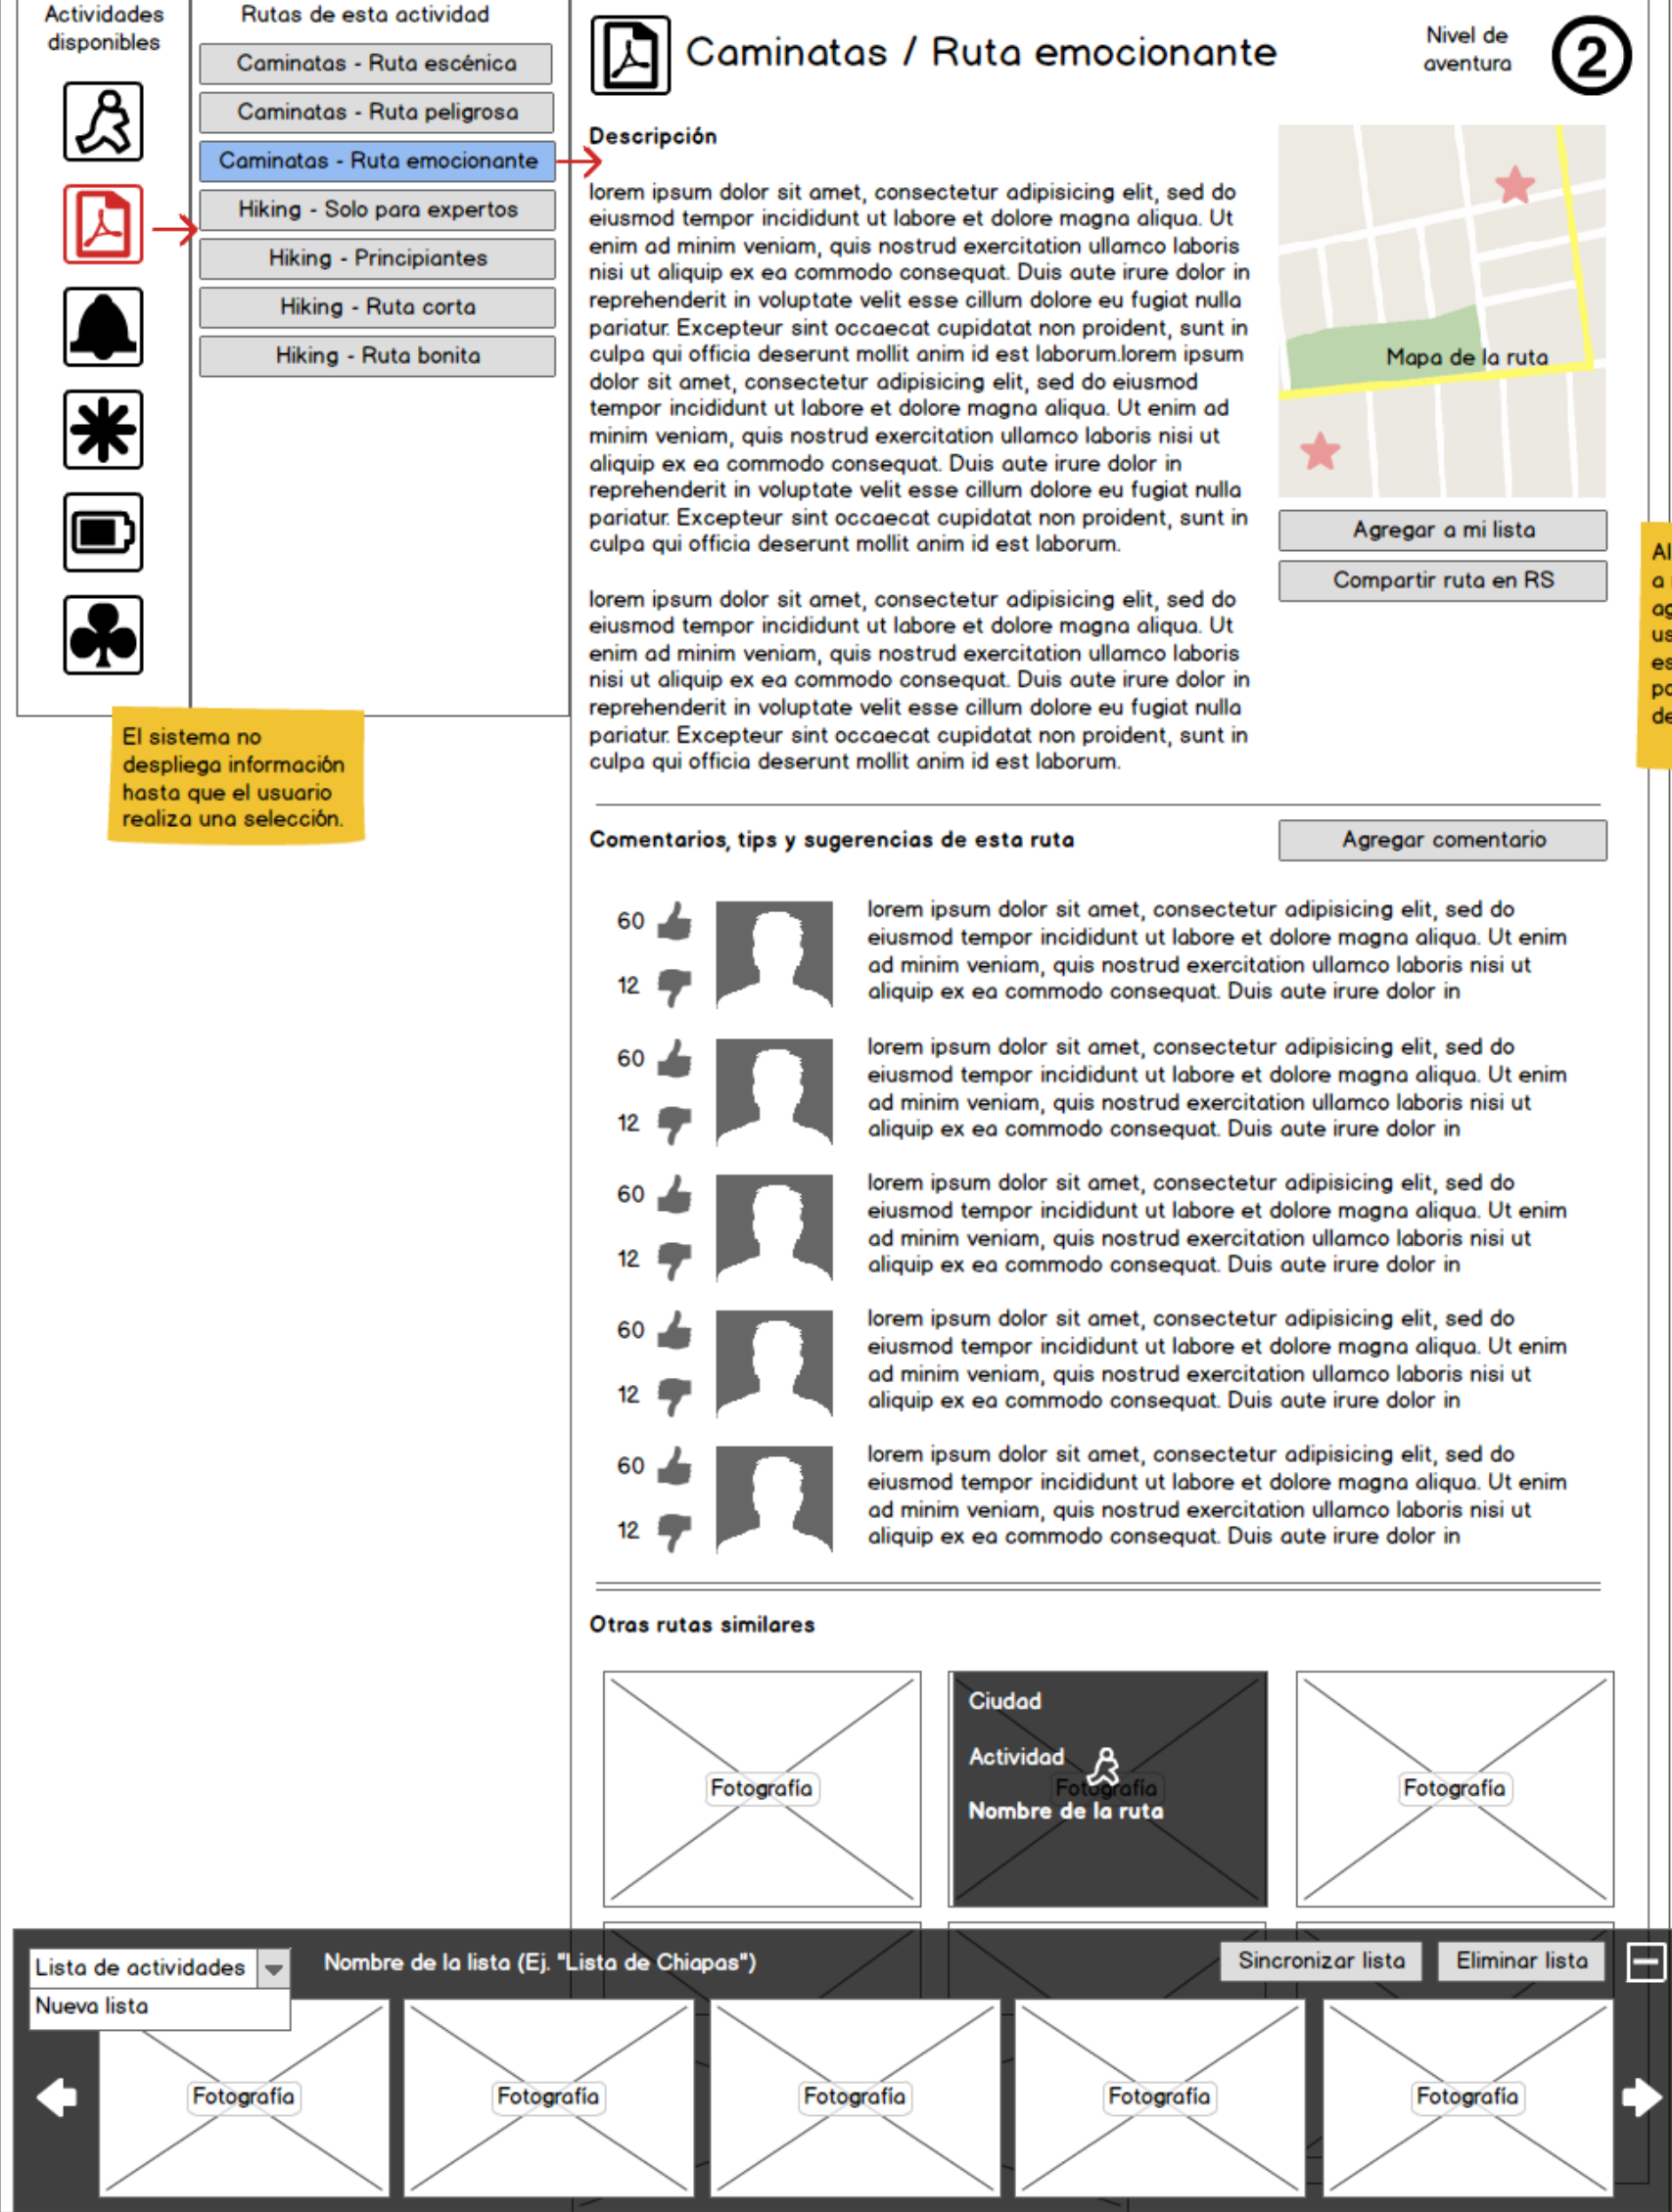 Actividades
disponibles
Rutas de esta actividad
Caminatas - Ruta escénica
Caminatas - Ruta peligrosa
Caminatas - Ruta emocionante
Hiking - Solo para expertos
Hiking - Principiantes
Hiking - Ruta corta
Hiking - Ruta bonita
El sistema no
despliega información
hasta que el usuario
realiza una selección.
Caminatas / Ruta emocionante
Nivel de
aventura
2
Descripción
lorem ipsum dolor sit amet, consectetur adipisicing elit, sed do
eiusmod tempor incididunt ut labore et dolore magna aliqua. Ut
enim ad minim veniam, quis nostrud exercitation ullamco laboris
nisi ut aliquip ex ea commodo consequat. Duis aute irure dolor in
reprehenderit in voluptate velit esse cillum dolore eu fugiat nulla
pariatur. Excepteur sint occaecat cupidatat non proident, sunt in
culpa qui officia deserunt mollit anim id est laborum.lorem ipsum
dolor sit amet, consectetur adipisicing elit, sed do eiusmod
tempor incididunt ut labore et dolore magna aliqua. Ut enim ad
minim veniam, quis nostrud exercitation ullamco laboris nisi ut
aliquip ex ea commodo consequat. Duis aute irure dolor in
reprehenderit in voluptate velit esse cillum dolore eu fugiat nulla
pariatur. Excepteur sint occaecat cupidatat non proident, sunt in
culpa qui officia deserunt mollit anim id est laborum.
lorem ipsum dolor sit amet, consectetur adipisicing elit, sed do
eiusmod tempor incididunt ut labore et dolore magna aliqua. Ut
enim ad minim veniam, quis nostrud exercitation ullamco laboris
nisi ut aliquip ex ea commodo consequat. Duis aute irure dolor in
reprehenderit in voluptate velit esse cillum dolore eu fugiat nulla
pariatur. Excepteur sint occaecat cupidatat non proident, sunt in
culpa qui officia deserunt mollit anim id est laborum.
Mapa de la ruta
Agregar a mi lista
Compartir ruta en RS
Comentarios, tips y sugerencias de esta ruta
Agregar comentario
60
12
lorem ipsum dolor sit amet, consectetur adipisicing elit, sed do
eiusmod tempor incididunt ut labore et dolore magna aliqua. Ut enim
ad minim veniam, quis nostrud exercitation ullamco laboris nisi ut
aliquip ex ea commodo consequat. Duis aute irure dolor in
60
12
lorem ipsum dolor sit amet, consectetur adipisicing elit, sed do
eiusmod tempor incididunt ut labore et dolore magna aliqua. Ut enim
ad minim veniam, quis nostrud exercitation ullamco laboris nisi ut
aliquip ex ea commodo consequat. Duis aute irure dolor in
60
12
lorem ipsum dolor sit amet, consectetur adipisicing elit, sed do
eiusmod tempor incididunt ut labore et dolore magna aliqua. Ut enim
ad minim veniam, quis nostrud exercitation ullamco laboris nisi ut
aliquip ex ea commodo consequat. Duis aute irure dolor in
60
12
lorem ipsum dolor sit amet, consectetur adipisicing elit, sed do
eiusmod tempor incididunt ut labore et dolore magna aliqua. Ut enim
ad minim veniam, quis nostrud exercitation ullamco laboris nisi ut
aliquip ex ea commodo consequat. Duis aute irure dolor in
60
12
lorem ipsum dolor sit amet, consectetur adipisicing elit, sed do
eiusmod tempor incididunt ut labore et dolore magna aliqua. Ut enim
ad minim veniam, quis nostrud exercitation ullamco laboris nisi ut
aliquip ex ea commodo consequat. Duis aute irure dolor in
Otras rutas similares
Fotografía
Ciudad
Actividad
Fotografía
Nombre de la ruta
Fotografía
Lista de actividades
Nueva lista
Nombre de la lista (Ej. "Lista de Chiapas")
Sincronizar lista
Eliminar lista
Fotografía
Fotografía
Fotografía
Fotografía
Fotografía